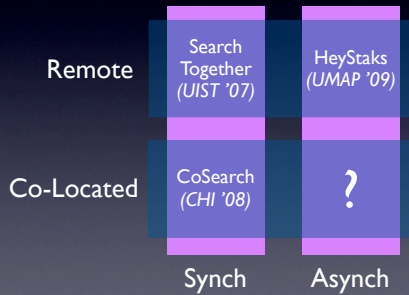 Remote
Search
Together
(UIST ’07)
HeyStaks
(UMAP ’09)
Co-Located
CoSearch
(CHI ’08)
?
Synch
Asynch